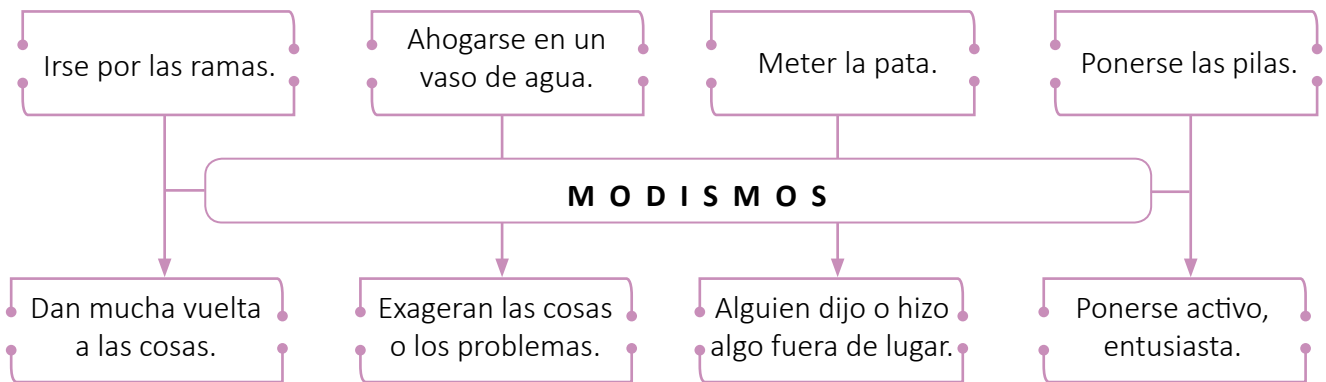 Irse por las ramas.
Ahogarse en un
vaso de agua.
Meter la pata.
Ponerse las pilas.
MODISMOS
Dan mucha vuelta
a las cosas.
Exageran las cosas
o los problemas.
Alguien dijo o hizo
algo fuera de lugar.
Ponerse activo,
entusiasta.